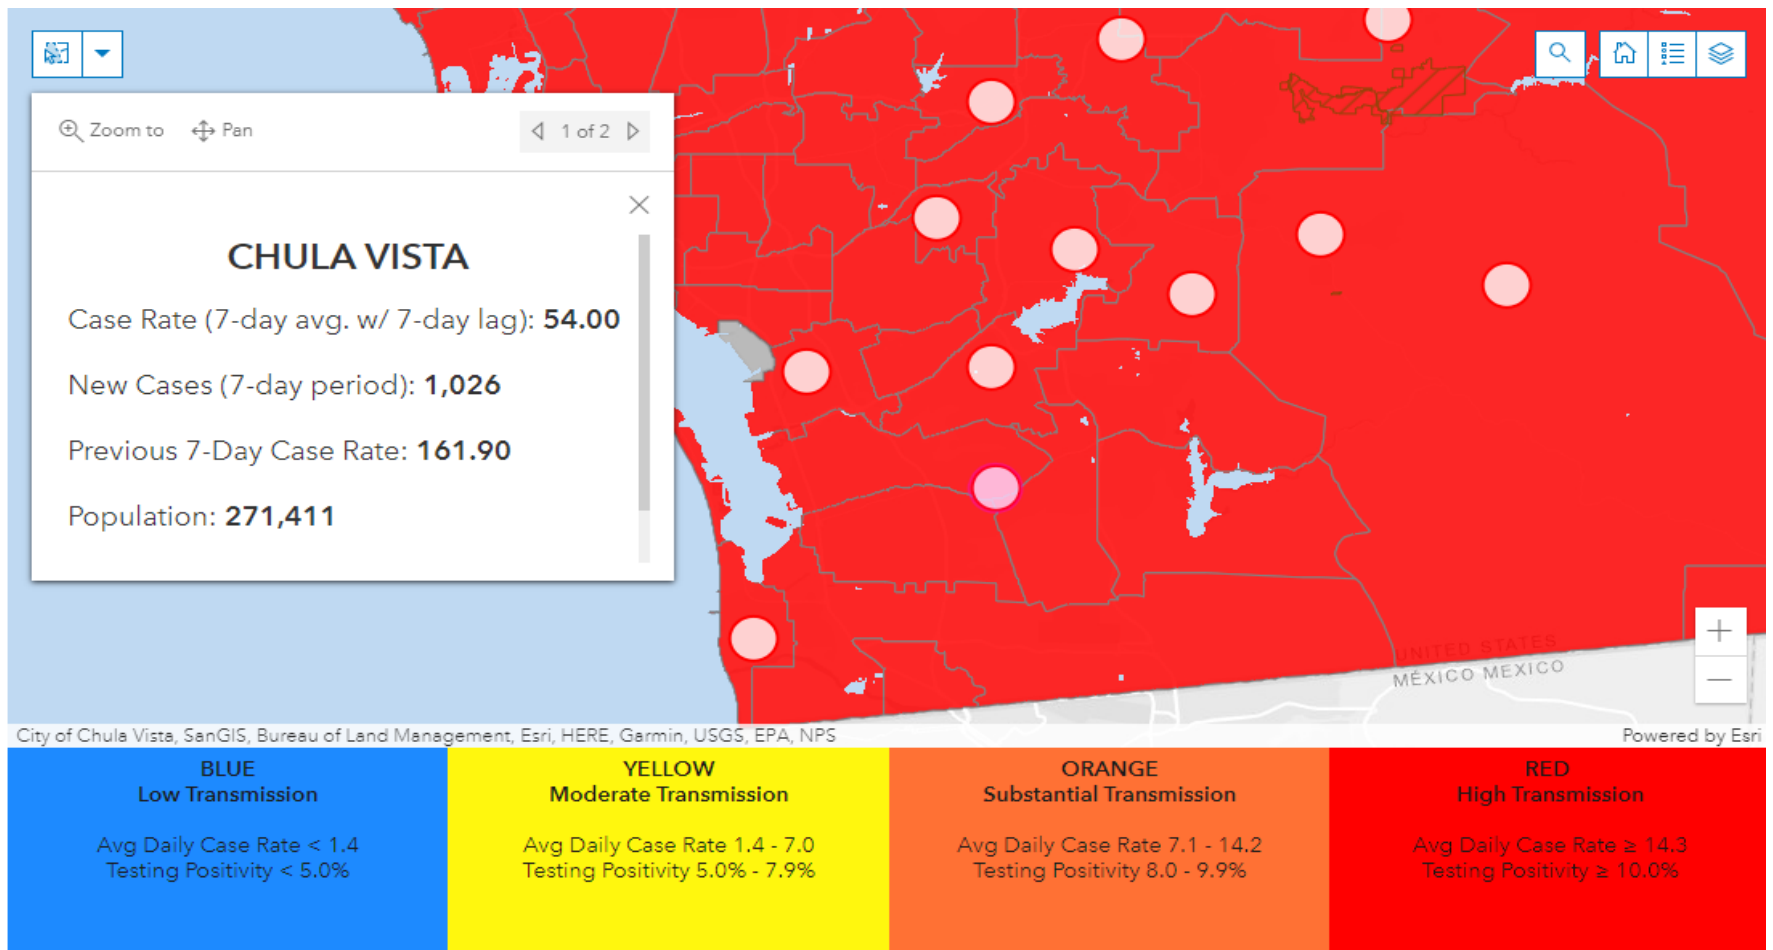 Zoom to
Pan
1 of 2
CHULA VISTA
Case Rate (7-day avg. w/ 7-day lag): 54.00
New Cases (7-day period): 1,026
Previous 7-Day Case Rate: 161.90
Population: 271,411
UNITED STATES
MÉXICO MEXICO
City of Chula Vista, SanGIS, Bureau of Land Management, Esri, HERE, Garmin, USGS, EPA, NPS
Powered by Esri
BLUE
Low Transmission
Avg Daily Case Rate < 1.4
Testing Positivity < 5.0%
YELLOW
Moderate Transmission
Avg Daily Case Rate 1.4 - 7.0
Testing Positivity 5.0% - 7.9%
ORANGE
Substantial Transmission
Avg Daily Case Rate 7.1 - 14.2
Testing Positivity 8.0 - 9.9%
RED
High Transmission
Avg Daily Case Rate ≥ 14.3
Testing Positivity ≥ 10.0%